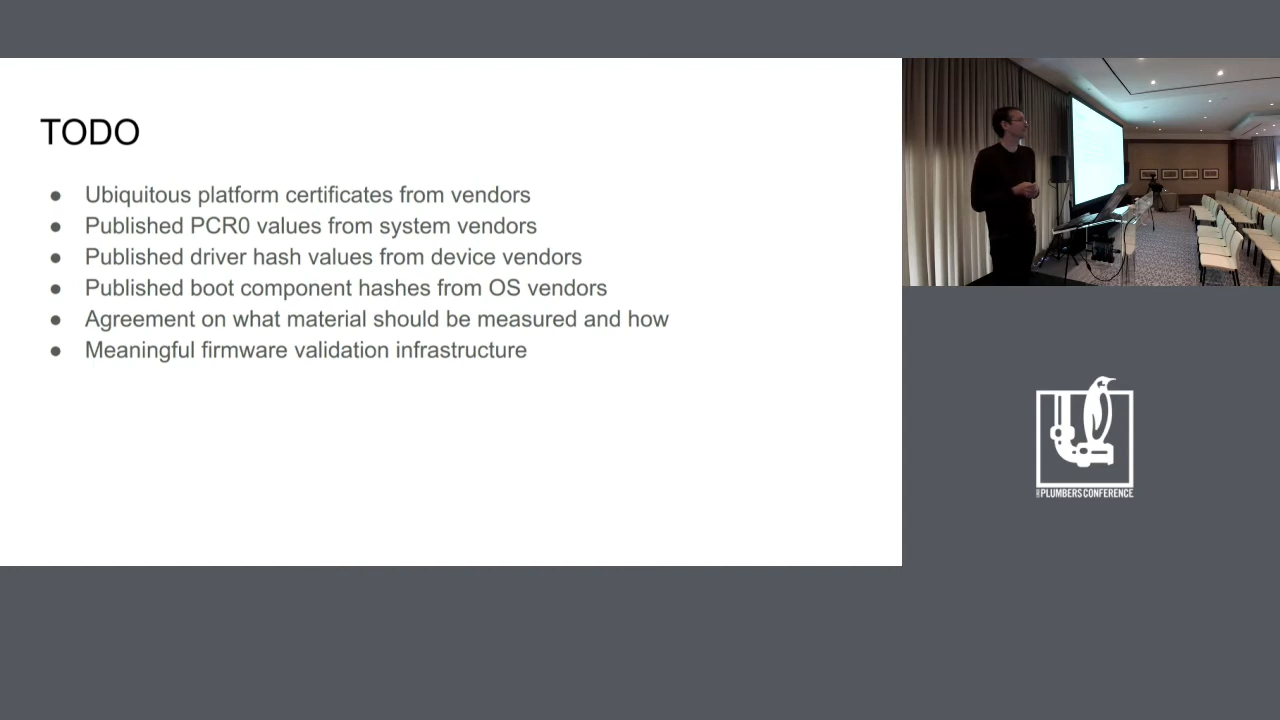 TODO
● Ubiquitous platform certificates from vendors
● Published PCR0 values from system vendors
● Published driver hash values from device vendors
● Published boot component hashes from OS vendors
● Agreement on what material should be measured and how
● Meaningful firmware validation infrastructure
PLUMBERS CONFERENCE